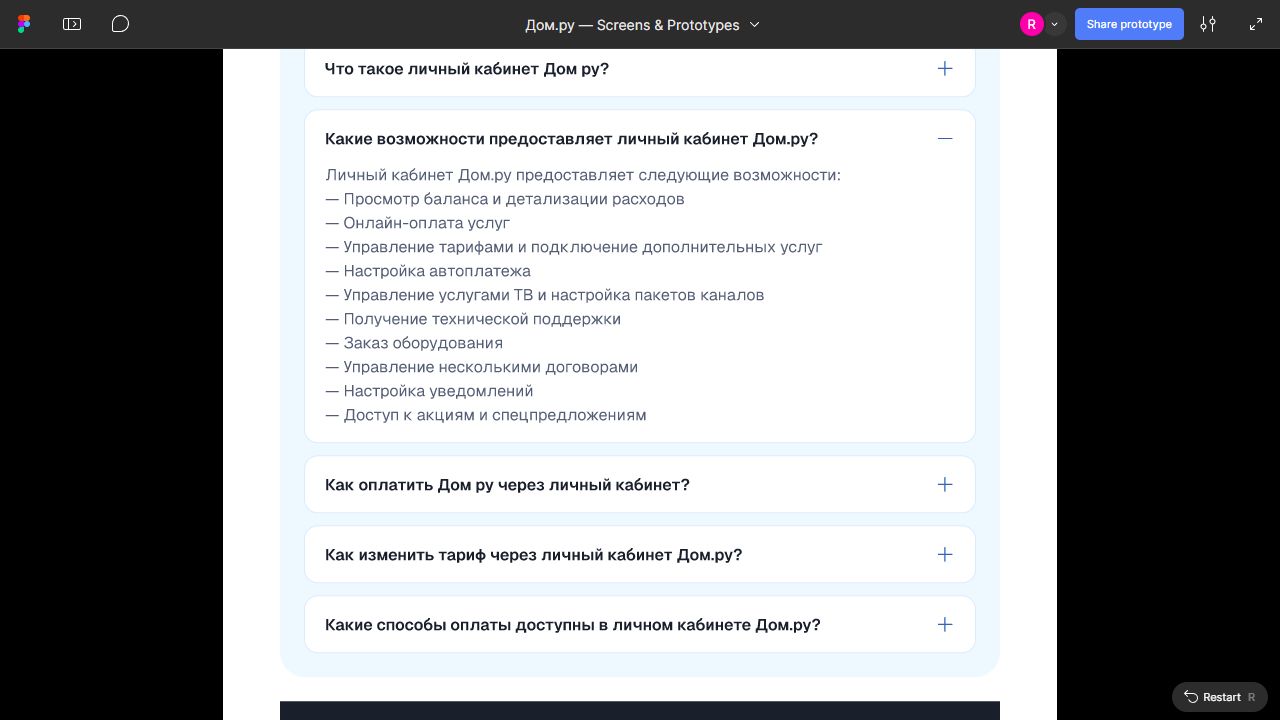 Дом.ру — Screens & Prototypes
R
Share prototype
Что такое личный кабинет Дом ру?
Какие возможности предоставляет личный кабинет Дом.ру?
Личный кабинет Дом.ру предоставляет следующие возможности:
— Просмотр баланса и детализации расходов
— Онлайн-оплата услуг
— Управление тарифами и подключение дополнительных услуг
— Настройка автоплатежа
— Управление услугами ТВ и настройка пакетов каналов
— Получение технической поддержки
— Заказ оборудования
— Управление несколькими договорами
— Настройка уведомлений
— Доступ к акциям и спецпредложениям
Как оплатить Дом ру через личный кабинет?
Как изменить тариф через личный кабинет Дом.ру?
Какие способы оплаты доступны в личном кабинете Дом.ру?
Restart R